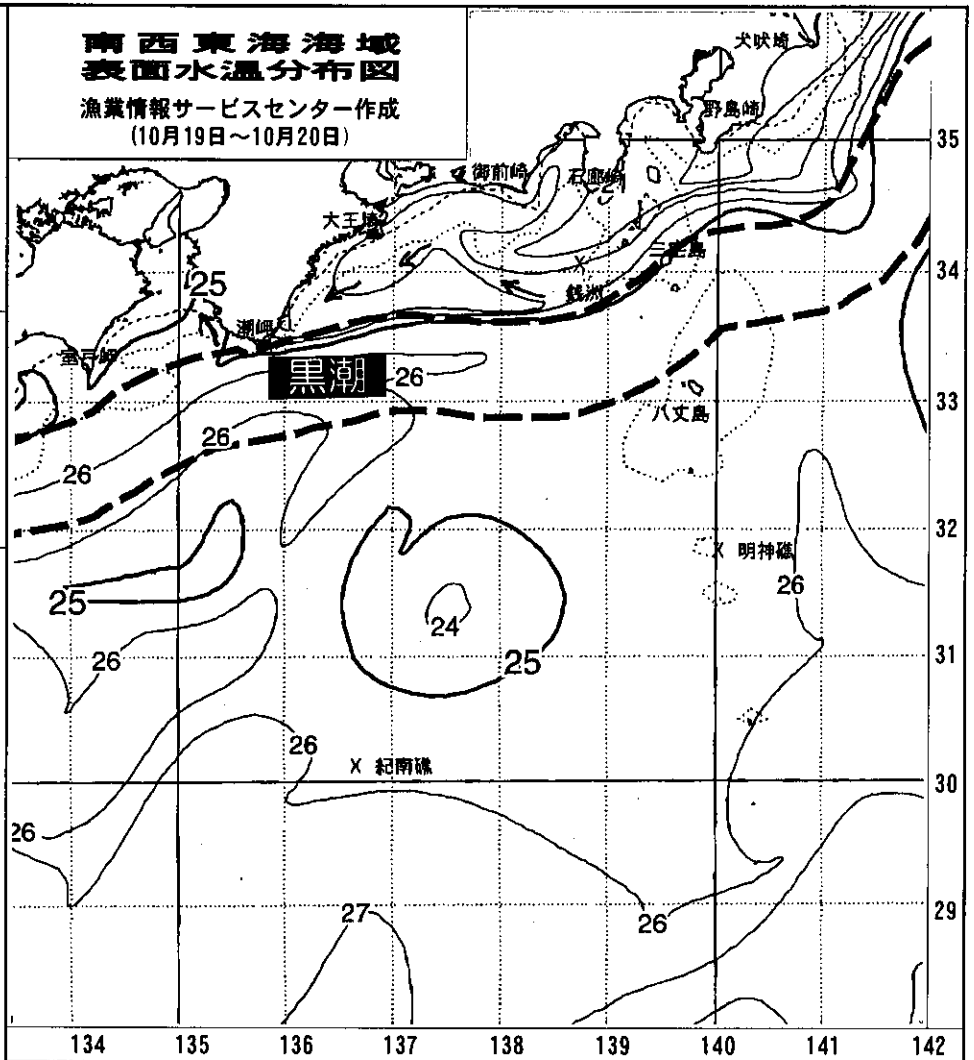 南西東海海域
表面水温分布図
漁業情報サービスセンター作成
(10月19日～10月20日)
犬吠埼
野島崎
35
御前崎
石廊崎
21
大王埼
三宅島
34
25
銭洲
潮岬
室戸岬
黒潮
26
八丈島
33
26
26
32
明神礁
25
26
24
25
31
26
26
紀南礁
30
26
27
26
29
134
135
136
137
138
139
140
141
142